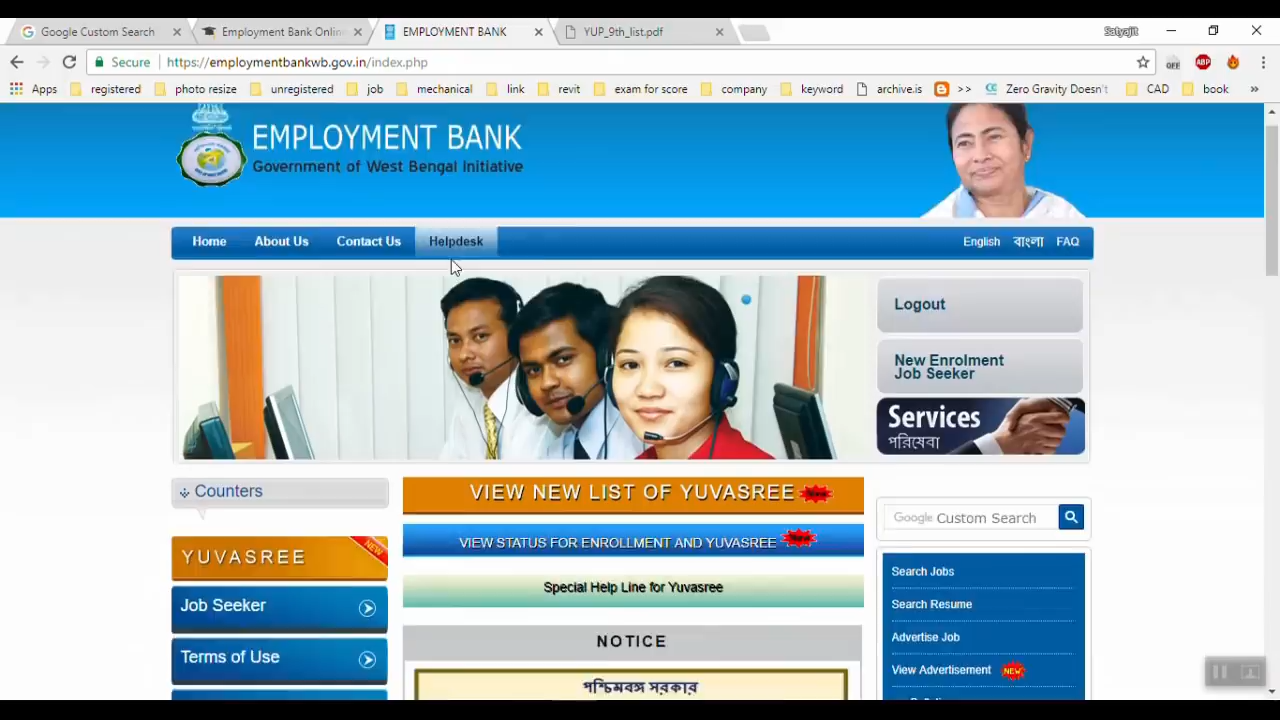 Google Custom Search
Employment Bank Onlin
EMPLOYMENT BANK
YUP_9th_list.pdf
Satyajit
Secure
https://employmentbankwb.gov.in/index.php
OFF
ABP
Apps
registered
photo resize
unregistered
job
mechanical
link
revit
exam for score
company
keyword
archive.is
>>
Zero Gravity Doesn't
CAD
book
»
EMPLOYMENT BANK
Government of West Bengal Initiative
Home
About Us
Contact Us
Helpdesk
English
বাংলা
FAQ
Logout
New Enrolment
Job Seeker
Services
পরিষেবা
Counters
YUVASREE
NEW
Job Seeker
Terms of Use
VIEW NEW LIST OF YUVASREE
New
VIEW STATUS FOR ENROLLMENT AND YUVASREE
New
Special Help Line for Yuvasree
NOTICE
পশ্চিমবঙ্গ সরকার
Google Custom Search
Search Jobs
Search Resume
Advertise Job
View Advertisement
NEW